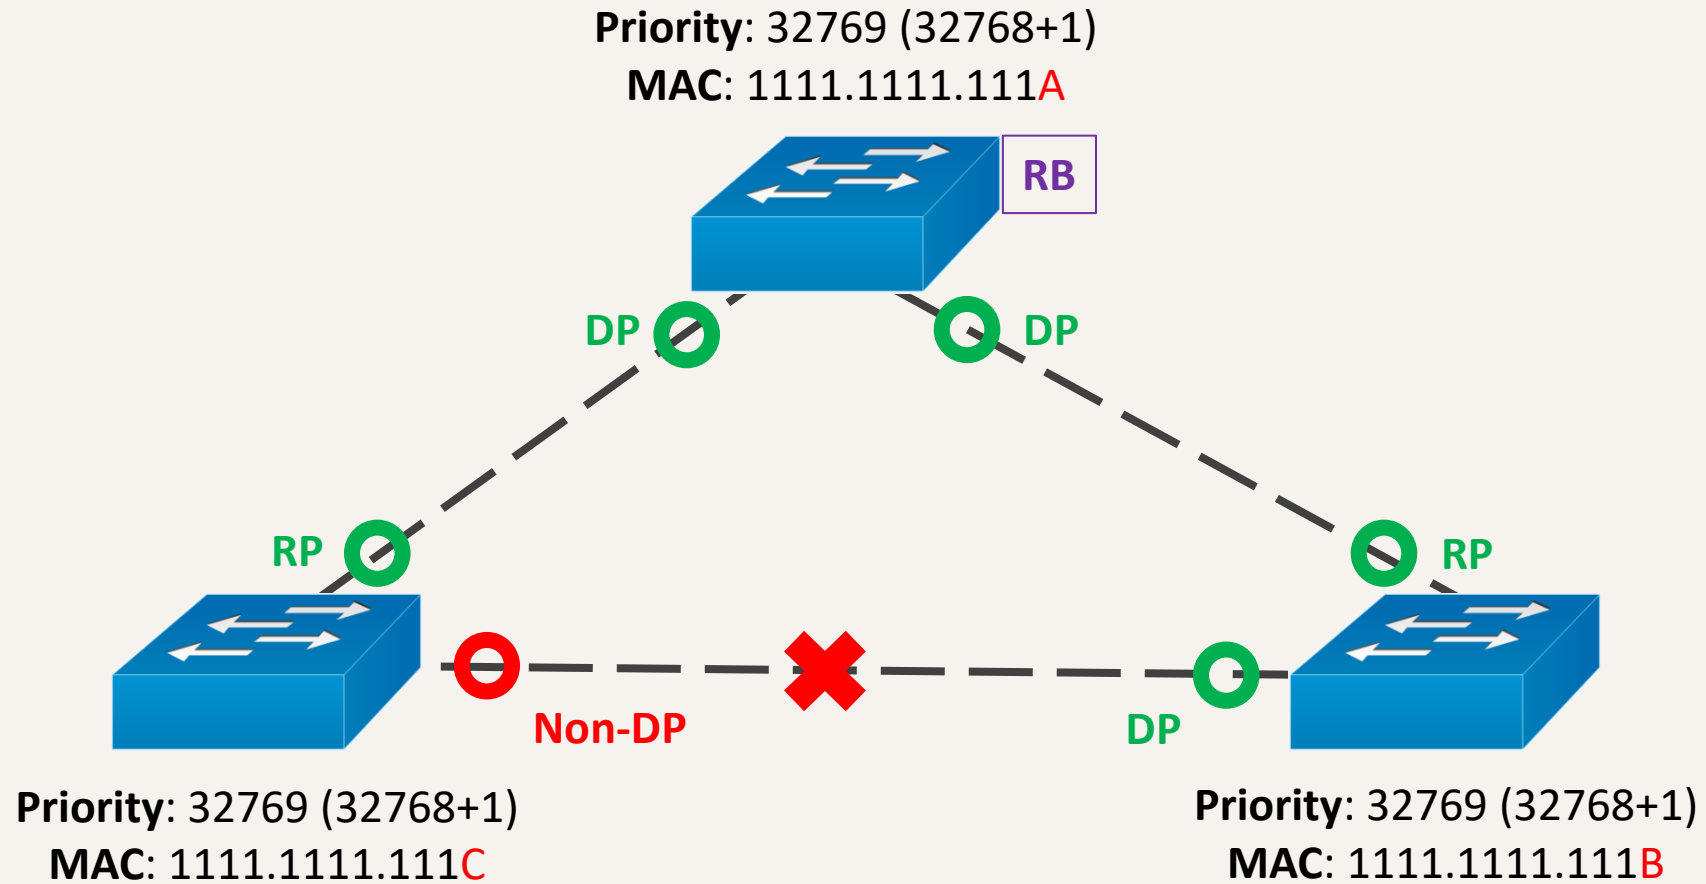 Priority: 32769 (32768+1)
MAC: 1111.1111.111A
RB
DP
DP
RP
RP
Non-DP
DP
Priority: 32769 (32768+1)
MAC: 1111.1111.111C
Priority: 32769 (32768+1)
MAC: 1111.1111.111B